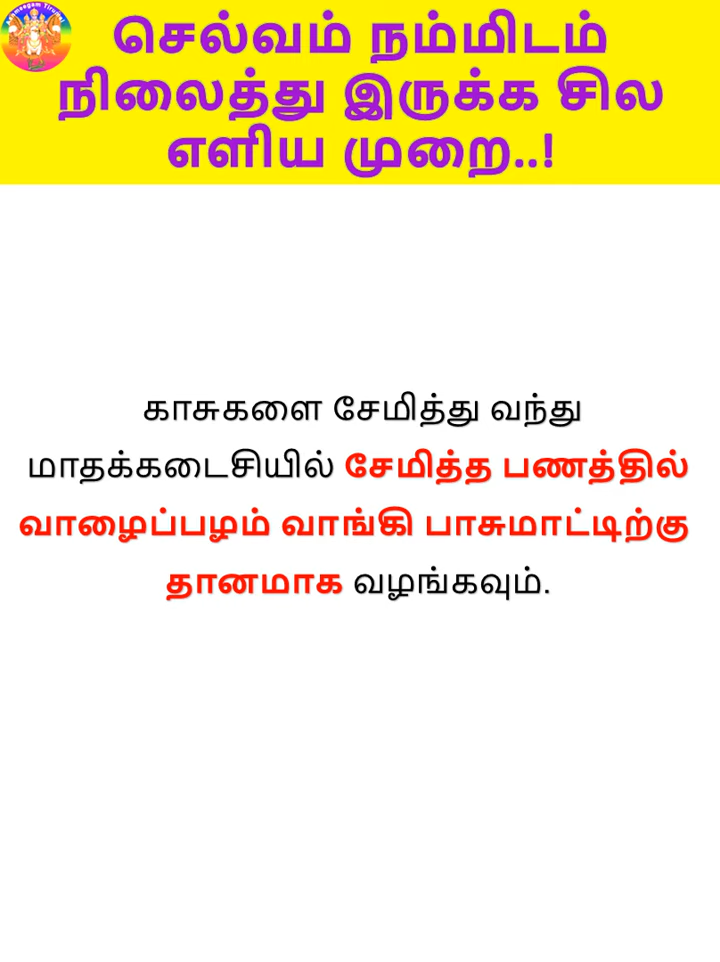 செல்வம் நம்மிடம்
நிலைத்து இருக்க சில
எளிய முறை..!
காசுகளை சேமித்து வந்து
மாதக்கடைசியில் சேமித்த பணத்தில்
வாழைப்பழம் வாங்கி பாசுமாட்டிற்கு
தானமாக வழங்கவும்.